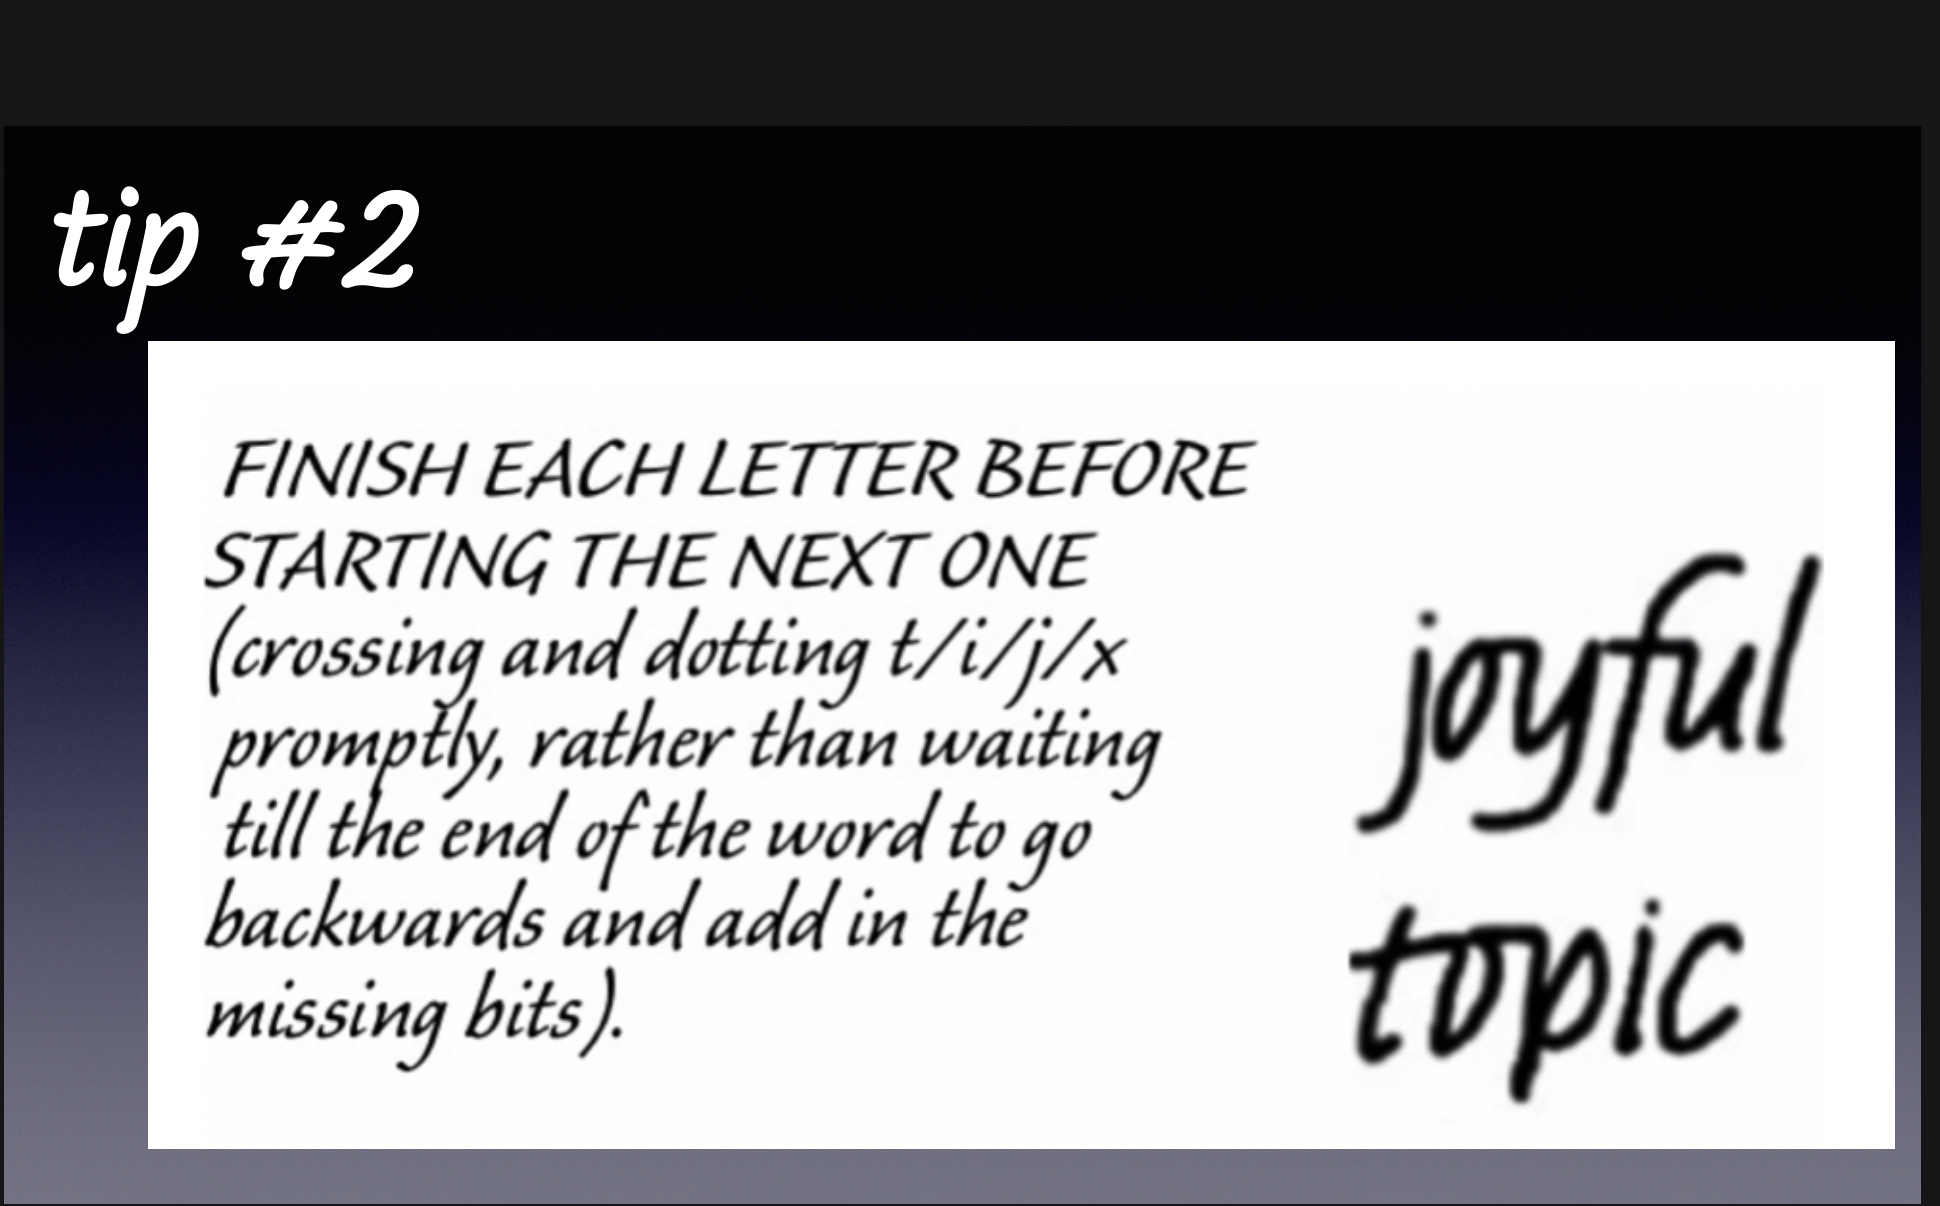 tip #2
FINISH EACH LETTER BEFORE
STARTING THE NEXT ONE
(crossing and dotting t/i/j/x
promptly, rather than waiting
till the end of the word to go
backwards and add in the
missing bits).
joyful
topic